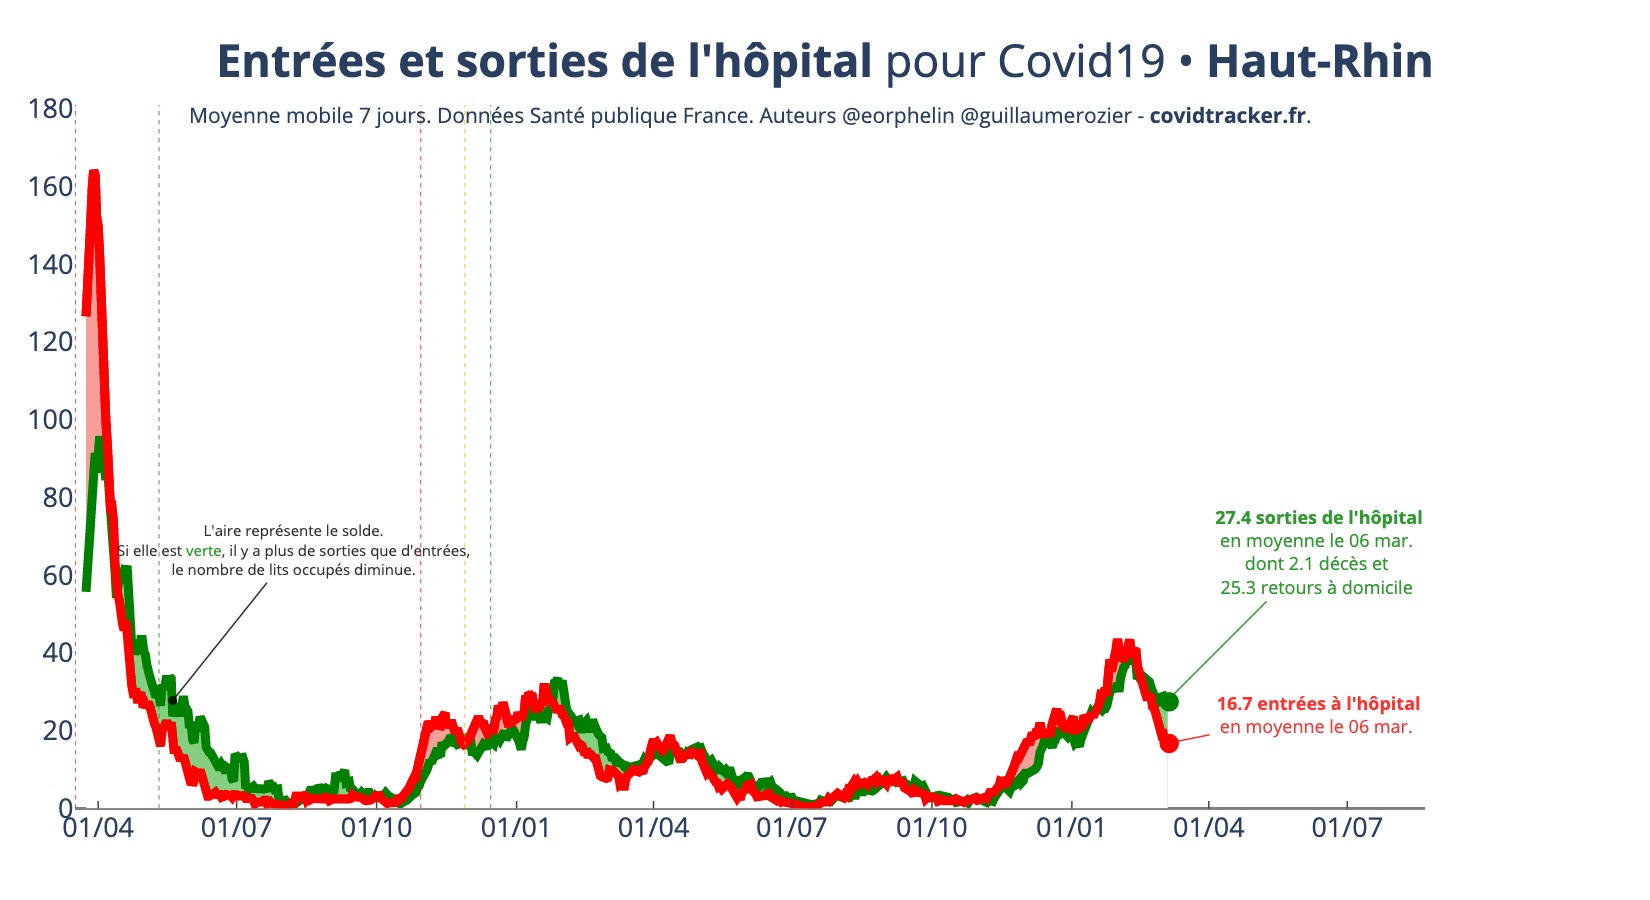 Entrées et sorties de l'hôpital pour Covid19 • Haut-Rhin
Moyenne mobile 7 jours. Données Santé publique France. Auteurs @eorphelin @guillaumerozier - covidtracker.fr.
180
160
140
120
100
80
60
40
20
0
L'aire représente le solde.
Si elle est verte, il y a plus de sorties que d'entrées,
le nombre de lits occupés diminue.
27.4 sorties de l'hôpital
en moyenne le 06 mar.
dont 2.1 décès et
25.3 retours à domicile
16.7 entrées à l'hôpital
en moyenne le 06 mar.
01/04 01/07 01/10 01/01 01/04 01/07 01/10 01/01 01/04 01/07